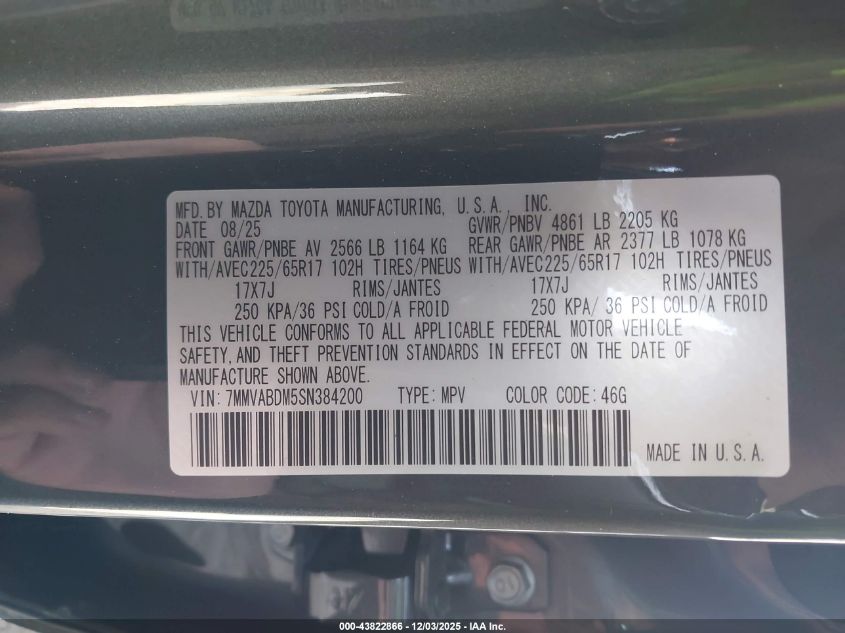 MFD. BY MAZDA TOYOTA MANUFACTURING, U.S.A., INC.
DATE 08/25 GVWR/PNBV 4861 LB 2205 KG
FRONT GAWR/PNBE AV 2566 LB 1164 KG REAR GAWR/PNBE AR 2377 LB 1078 KG
WITH/AVEC225/65R17 102H TIRES/PNEUS WITH/AVEC225/65R17 102H TIRES/PNEUS
17X7J RIMS/JANTES 17X7J RIMS/JANTES
250 KPA/36 PSI COLD/A FROID 250 KPA/ 36 PSI COLD/A FROID
THIS VEHICLE CONFORMS TO ALL APPLICABLE FEDERAL MOTOR VEHICLE
SAFETY, AND THEFT PREVENTION STANDARDS IN EFFECT ON THE DATE OF
MANUFACTURE SHOWN ABOVE.
VIN: 7MMVABDM5SN384200 TYPE: MPV COLOR CODE: 46G
MADE IN U.S.A.
000-43822866 - 12/03/2025 - IAA Inc.